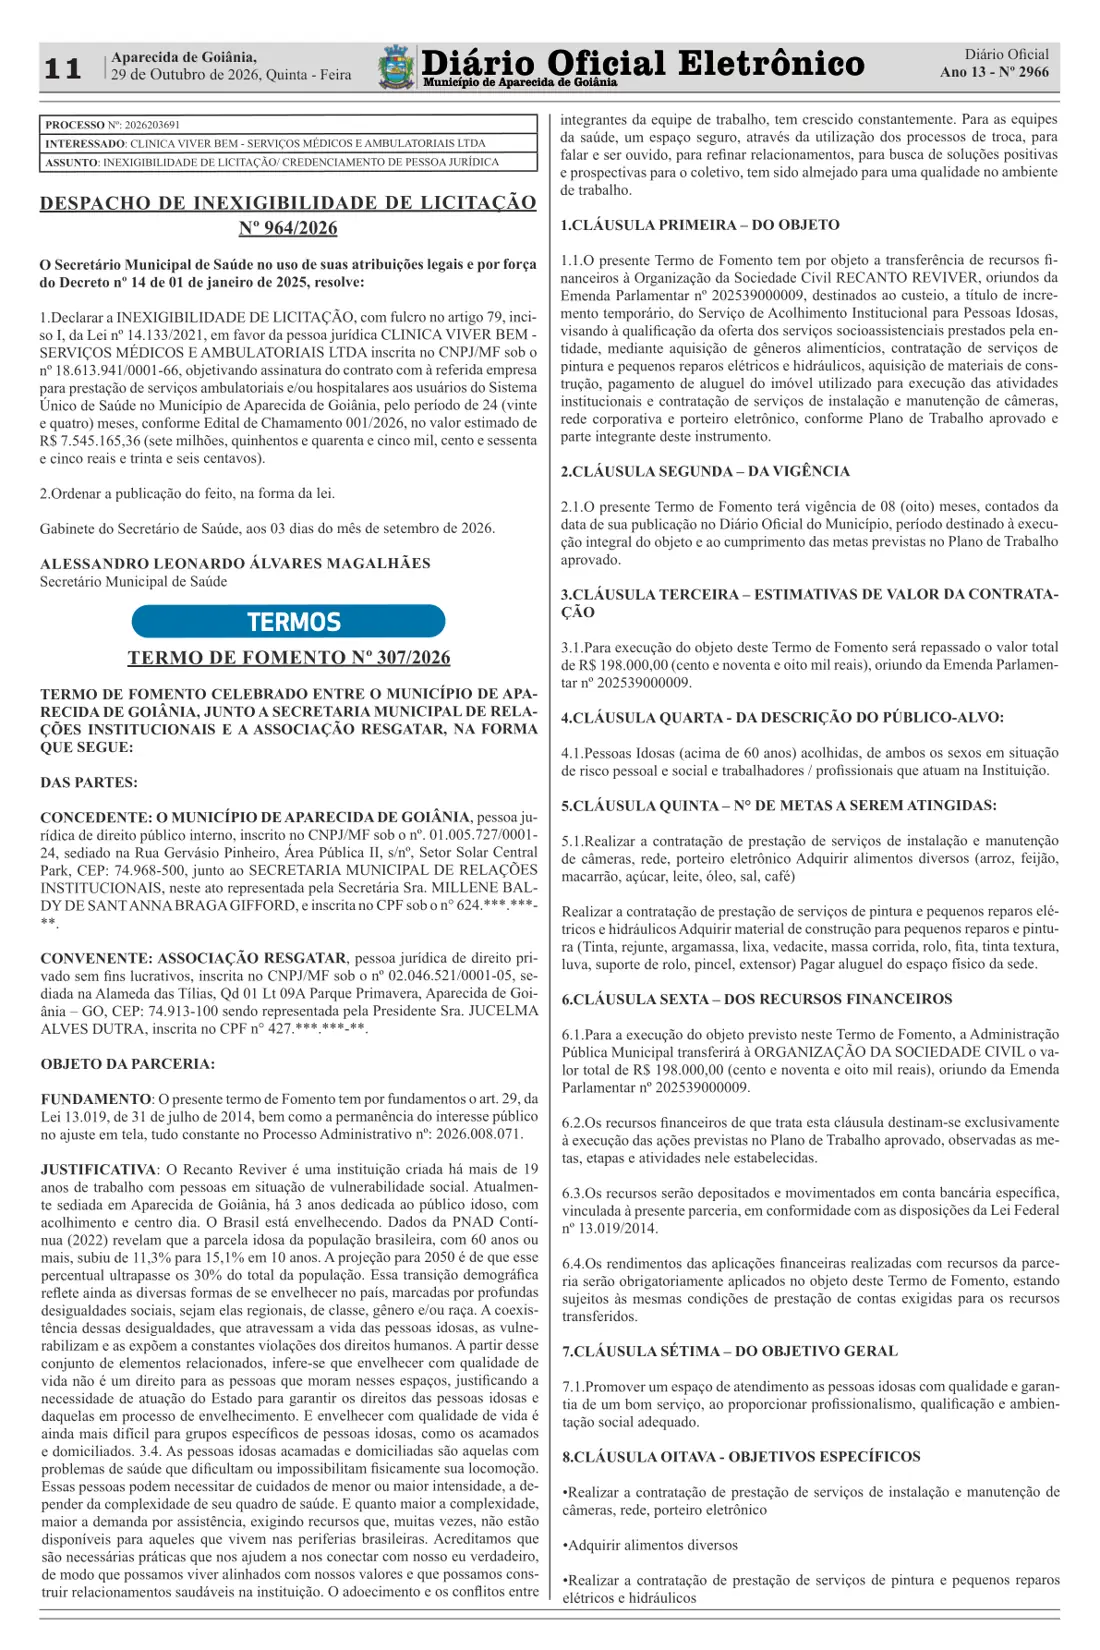 11
Aparecida de Goiânia,
29 de Outubro de 2026, Quinta - Feira
Diário Oficial Eletrônico
Município de Aparecida de Goiânia
Diário Oficial
Ano 13 - Nº 2966
PROCESSO Nº: 2026203691
INTERESSADO: CLINICA VIVER BEM - SERVIÇOS MÉDICOS E AMBULATORIAIS LTDA
ASSUNTO: INEXIGIBILIDADE DE LICITAÇÃO/ CREDENCIAMENTO DE PESSOA JURÍDICA
DESPACHO DE INEXIGIBILIDADE DE LICITAÇÃO
Nº 964/2026
O Secretário Municipal de Saúde no uso de suas atribuições legais e por força
do Decreto nº 14 de 01 de janeiro de 2025, resolve:
1.Declarar a INEXIGIBILIDADE DE LICITAÇÃO, com fulcro no artigo 79, inci-
so I, da Lei nº 14.133/2021, em favor da pessoa jurídica CLINICA VIVER BEM -
SERVIÇOS MÉDICOS E AMBULATORIAIS LTDA inscrita no CNPJ/MF sob o
nº 18.613.941/0001-66, objetivando assinatura do contrato com à referida empresa
para prestação de serviços ambulatoriais e/ou hospitalares aos usuários do Sistema
Único de Saúde no Município de Aparecida de Goiânia, pelo período de 24 (vinte
e quatro) meses, conforme Edital de Chamamento 001/2026, no valor estimado de
R$ 7.545.165,36 (sete milhões, quinhentos e quarenta e cinco mil, cento e sessenta
e cinco reais e trinta e seis centavos).
2.Ordenar a publicação do feito, na forma da lei.
Gabinete do Secretário de Saúde, aos 03 dias do mês de setembro de 2026.
ALESSANDRO LEONARDO ÁLVARES MAGALHÃES
Secretário Municipal de Saúde
TERMOS
TERMO DE FOMENTO Nº 307/2026
TERMO DE FOMENTO CELEBRADO ENTRE O MUNICÍPIO DE APA-
RECIDA DE GOIÂNIA, JUNTO A SECRETARIA MUNICIPAL DE RELA-
ÇÕES INSTITUCIONAIS E A ASSOCIAÇÃO RESGATAR, NA FORMA
QUE SEGUE:
DAS PARTES:
CONCEDENTE: O MUNICÍPIO DE APARECIDA DE GOIÂNIA, pessoa ju-
rídica de direito público interno, inscrito no CNPJ/MF sob o nº. 01.005.727/0001-
24, sediado na Rua Gervásio Pinheiro, Área Pública II, s/nº, Setor Solar Central
Park, CEP: 74.968-500, junto ao SECRETARIA MUNICIPAL DE RELAÇÕES
INSTITUCIONAIS, neste ato representada pela Secretária Sra. MILLENE BAL-
DY DE SANT ANNA BRAGA GIFFORD, e inscrita no CPF sob o n° 624.***.***-
**.
CONVENENTE: ASSOCIAÇÃO RESGATAR, pessoa jurídica de direito pri-
vado sem fins lucrativos, inscrita no CNPJ/MF sob o nº 02.046.521/0001-05, se-
diada na Alameda das Tílias, Qd 01 Lt 09A Parque Primavera, Aparecida de Goi-
ânia – GO, CEP: 74.913-100 sendo representada pela Presidente Sra. JUCELMA
ALVES DUTRA, inscrita no CPF n° 427.***.***-**.
OBJETO DA PARCERIA:
FUNDAMENTO: O presente termo de Fomento tem por fundamentos o art. 29, da
Lei 13.019, de 31 de julho de 2014, bem como a permanência do interesse público
no ajuste em tela, tudo constante no Processo Administrativo nº: 2026.008.071.
JUSTIFICATIVA: O Recanto Reviver é uma instituição criada há mais de 19
anos de trabalho com pessoas em situação de vulnerabilidade social. Atualmen-
te sediada em Aparecida de Goiânia, há 3 anos dedicada ao público idoso, com
acolhimento e centro dia. O Brasil está envelhecendo. Dados da PNAD Contí-
nua (2022) revelam que a parcela idosa da população brasileira, com 60 anos ou
mais, subiu de 11,3% para 15,1% em 10 anos. A projeção para 2050 é de que esse
percentual ultrapasse os 30% do total da população. Essa transição demográfica
reflete ainda as diversas formas de se envelhecer no país, marcadas por profundas
desigualdades sociais, sejam elas regionais, de classe, gênero e/ou raça. A coexis-
tência dessas desigualdades, que atravessam a vida das pessoas idosas, as vulne-
rabilizam e as expõem a constantes violações dos direitos humanos. A partir desse
conjunto de elementos relacionados, infere-se que envelhecer com qualidade de
vida não é um direito para as pessoas que moram nesses espaços, justificando a
necessidade de atuação do Estado para garantir os direitos das pessoas idosas e
daquelas em processo de envelhecimento. E envelhecer com qualidade de vida é
ainda mais difícil para grupos específicos de pessoas idosas, como os acamados
e domiciliados. 3.4. As pessoas idosas acamadas e domiciliadas são aquelas com
problemas de saúde que dificultam ou impossibilitam fisicamente sua locomoção.
Essas pessoas podem necessitar de cuidados de menor ou maior intensidade, a de-
pender da complexidade de seu quadro de saúde. E quanto maior a complexidade,
maior a demanda por assistência, exigindo recursos que, muitas vezes, não estão
disponíveis para aqueles que vivem nas periferias brasileiras. Acreditamos que
são necessárias práticas que nos ajudem a nos conectar com nosso eu verdadeiro,
de modo que possamos viver alinhados com nossos valores e que possamos cons-
truir relacionamentos saudáveis na instituição. O adoecimento e os conflitos entre
integrantes da equipe de trabalho, tem crescido constantemente. Para as equipes
da saúde, um espaço seguro, através da utilização dos processos de troca, para
falar e ser ouvido, para refinar relacionamentos, para busca de soluções positivas
e prospectivas para o coletivo, tem sido almejado para uma qualidade no ambiente
de trabalho.
1.CLÁUSULA PRIMEIRA – DO OBJETO
1.1.O presente Termo de Fomento tem por objeto a transferência de recursos fi-
nanceiros à Organização da Sociedade Civil RECANTO REVIVER, oriundos da
Emenda Parlamentar nº 202539000009, destinados ao custeio, a título de incre-
mento temporário, do Serviço de Acolhimento Institucional para Pessoas Idosas,
visando à qualificação da oferta dos serviços socioassistenciais prestados pela en-
tidade, mediante aquisição de gêneros alimentícios, contratação de serviços de
pintura e pequenos reparos elétricos e hidráulicos, aquisição de materiais de cons-
trução, pagamento de aluguel do imóvel utilizado para execução das atividades
institucionais e contratação de serviços de instalação e manutenção de câmeras,
rede corporativa e porteiro eletrônico, conforme Plano de Trabalho aprovado e
parte integrante deste instrumento.
2.CLÁUSULA SEGUNDA – DA VIGÊNCIA
2.1.O presente Termo de Fomento terá vigência de 08 (oito) meses, contados da
data de sua publicação no Diário Oficial do Município, período destinado à execu-
ção integral do objeto e ao cumprimento das metas previstas no Plano de Trabalho
aprovado.
3.CLÁUSULA TERCEIRA – ESTIMATIVAS DE VALOR DA CONTRATA-
ÇÃO
3.1.Para execução do objeto deste Termo de Fomento será repassado o valor total
de R$ 198.000,00 (cento e noventa e oito mil reais), oriundo da Emenda Parlamen-
tar nº 202539000009.
4.CLÁUSULA QUARTA - DA DESCRIÇÃO DO PÚBLICO-ALVO:
4.1.Pessoas Idosas (acima de 60 anos) acolhidas, de ambos os sexos em situação
de risco pessoal e social e trabalhadores / profissionais que atuam na Instituição.
5.CLÁUSULA QUINTA – N° DE METAS A SEREM ATINGIDAS:
5.1.Realizar a contratação de prestação de serviços de instalação e manutenção
de câmeras, rede, porteiro eletrônico Adquirir alimentos diversos (arroz, feijão,
macarrão, açúcar, leite, óleo, sal, café)
Realizar a contratação de prestação de serviços de pintura e pequenos reparos elé-
tricos e hidráulicos Adquirir material de construção para pequenos reparos e pintu-
ra (Tinta, rejunte, argamassa, lixa, vedacite, massa corrida, rolo, fita, tinta textura,
luva, suporte de rolo, pincel, extensor) Pagar aluguel do espaço físico da sede.
6.CLÁUSULA SEXTA – DOS RECURSOS FINANCEIROS
6.1.Para a execução do objeto previsto neste Termo de Fomento, a Administração
Pública Municipal transferirá à ORGANIZAÇÃO DA SOCIEDADE CIVIL o va-
lor total de R$ 198.000,00 (cento e noventa e oito mil reais), oriundo da Emenda
Parlamentar nº 202539000009.
6.2.Os recursos financeiros de que trata esta cláusula destinam-se exclusivamente
à execução das ações previstas no Plano de Trabalho aprovado, observadas as me-
tas, etapas e atividades nele estabelecidas.
6.3.Os recursos serão depositados e movimentados em conta bancária específica,
vinculada à presente parceria, em conformidade com as disposições da Lei Federal
nº 13.019/2014.
6.4.Os rendimentos das aplicações financeiras realizadas com recursos da parce-
ria serão obrigatoriamente aplicados no objeto deste Termo de Fomento, estando
sujeitos às mesmas condições de prestação de contas exigidas para os recursos
transferidos.
7.CLÁUSULA SÉTIMA – DO OBJETIVO GERAL
7.1.Promover um espaço de atendimento as pessoas idosas com qualidade e garan-
tia de um bom serviço, ao proporcionar profissionalismo, qualificação e ambien-
tação social adequado.
8.CLÁUSULA OITAVA - OBJETIVOS ESPECÍFICOS
•Realizar a contratação de prestação de serviços de instalação e manutenção de
câmeras, rede, porteiro eletrônico
•Adquirir alimentos diversos
•Realizar a contratação de prestação de serviços de pintura e pequenos reparos
elétricos e hidráulicos